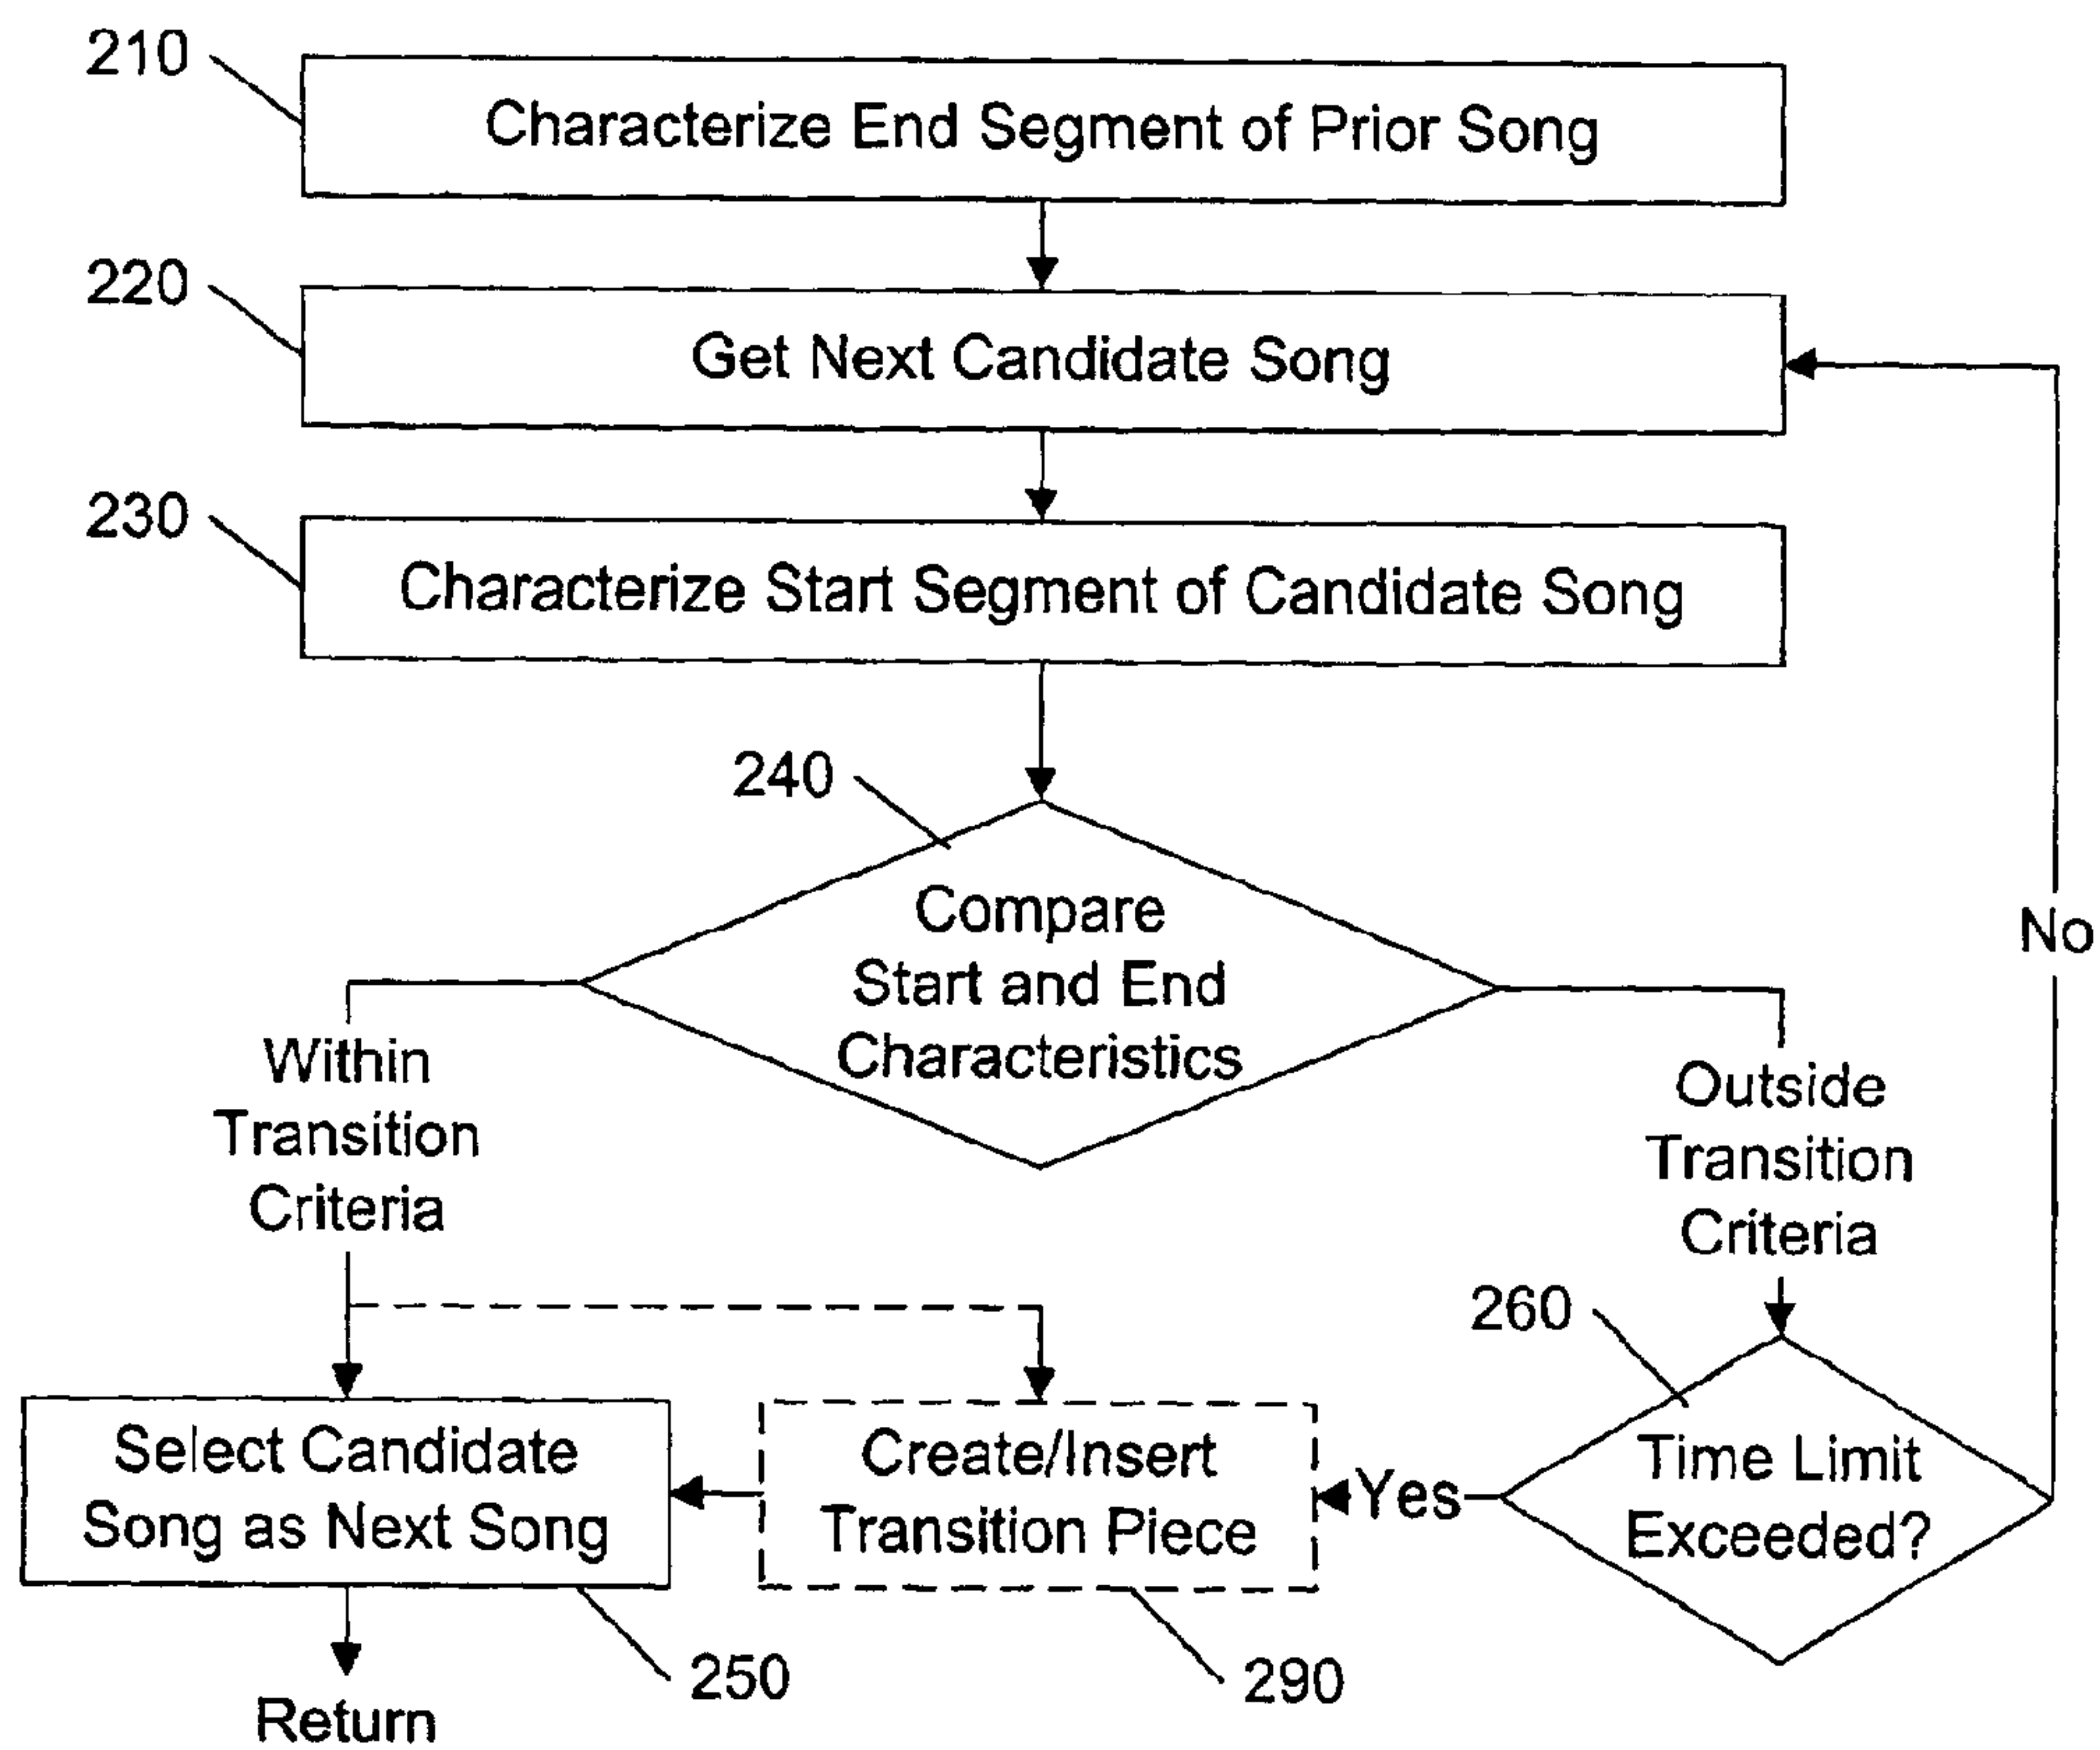 210
Characterize End Segment of Prior Song
220
Get Next Candidate Song
230
Characterize Start Segment of Candidate Song
240
Compare
Start and End
Characteristics
No
Within
Transition
Criteria
Outside
Transition
Criteria
260
Select Candidate
Song as Next Song
Create/Insert
Transition Piece
Yes
Time Limit
Exceeded?
250
290
Return